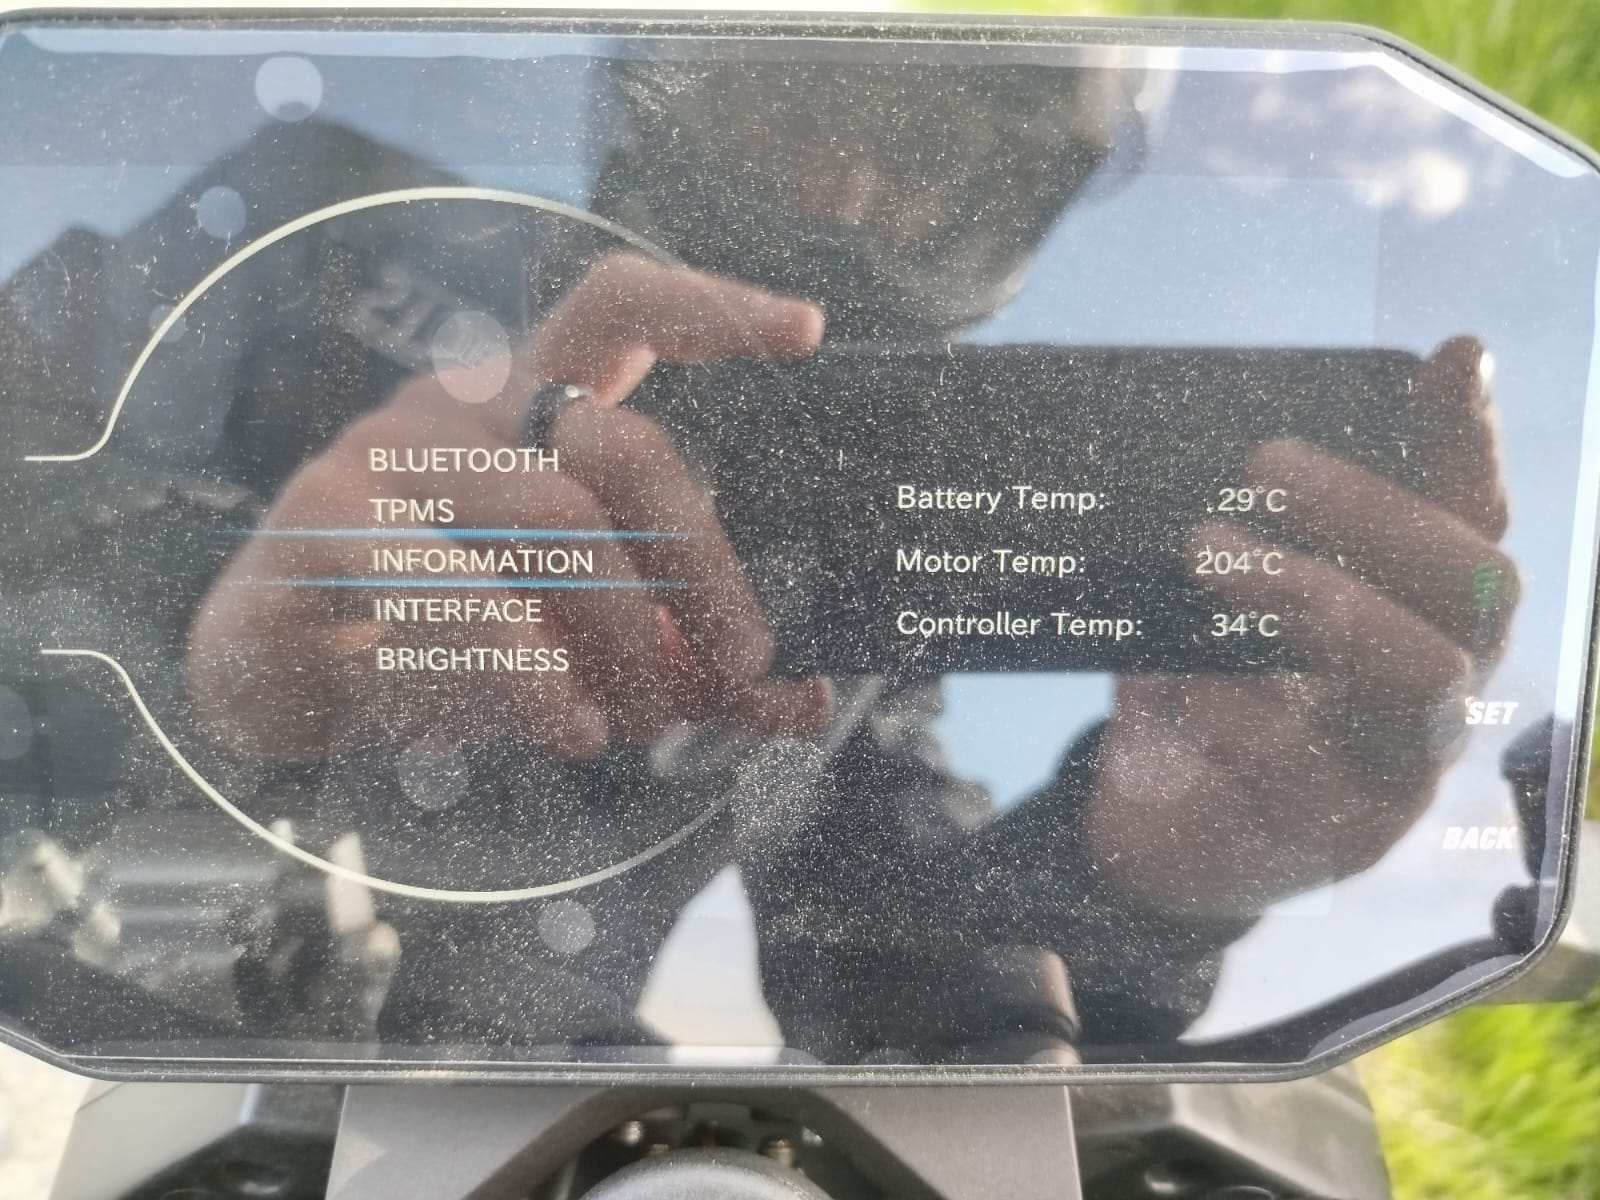 BLUETOOTH
TPMS
INFORMATION
INTERFACE
BRIGHTNESS
Battery Temp: 29°C
Motor Temp: 204°C
Controller Temp: 34°C
SET
BACK